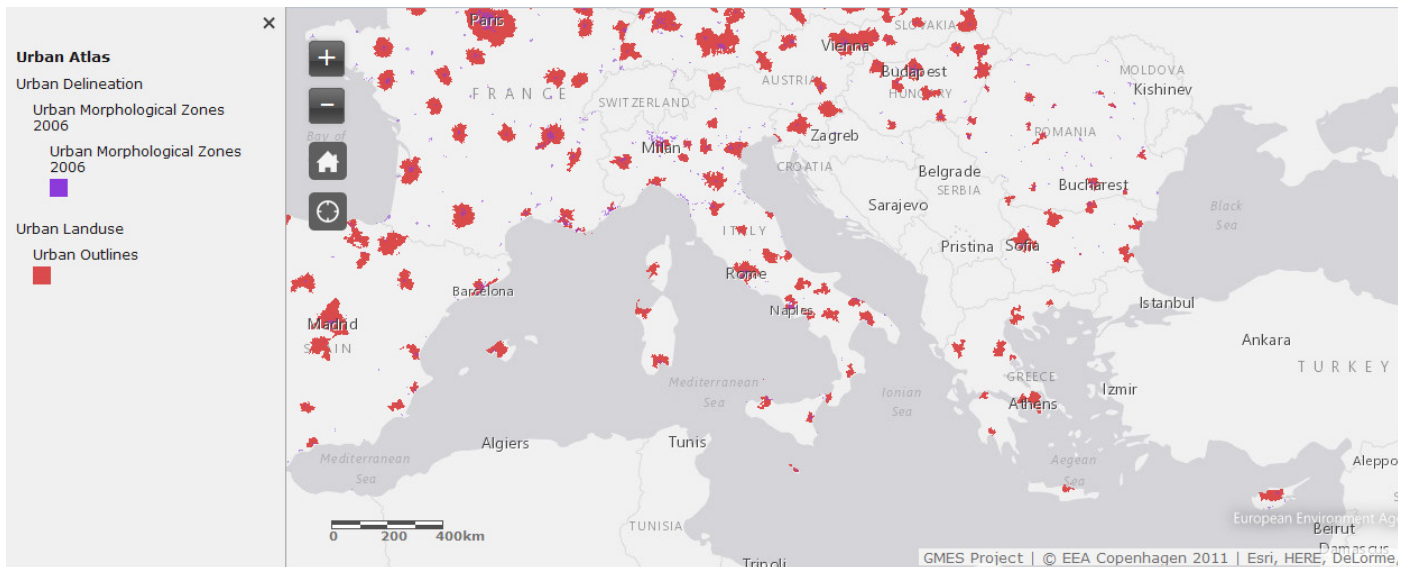 ×
Urban Atlas
Urban Delineation
Urban Morphological Zones
2006
Urban Morphological Zones
2006
Urban Landuse
Urban Outlines
+
−
Paris
SLOVAKIA
Vienna
Budapest
AUSTRIA
HUNGARY
MOLDOVA
Kishinev
FRANCE
SWITZERLAND
Bay of
Zagreb
ROMANIA
Milan
CROATIA
Belgrade
SERBIA
Bucharest
Sarajevo
Black
Sea
ITALY
Pristina
Sofia
Rome
Barcelona
Naples
Istanbul
Madrid
SPAIN
Ankara
TURKEY
GREECE
Mediterranean
Sea
Ionian
Sea
Izmir
Athens
Algiers
Tunis
Mediterranean
Sea
Aegean
Sea
Aleppo
European Environment Ag
0 200 400km
TUNISIA
Beirut
Damascus
Tripoli
GMES Project | © EEA Copenhagen 2011 | Esri, HERE, DeLorme,